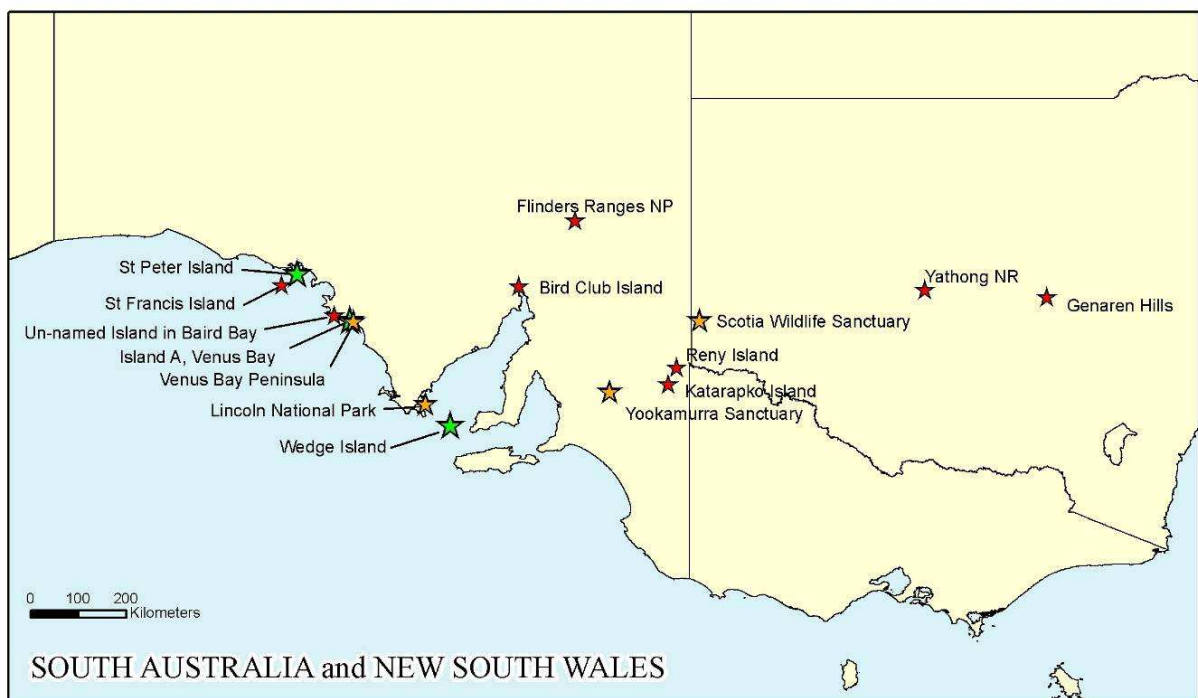 Flinders Ranges NP
St Peter Island
St Francis Island
Bird Club Island
Yathong NR
Genaren Hills
Un-named Island in Baird Bay
Scotia Wildlife Sanctuary
Island A, Venus Bay
Reny Island
Venus Bay Peninsula
Katarapko Island
Lincoln National Park
Yookamurra Sanctuary
Wedge Island
0 100 200
Kilometers
SOUTH AUSTRALIA and NEW SOUTH WALES